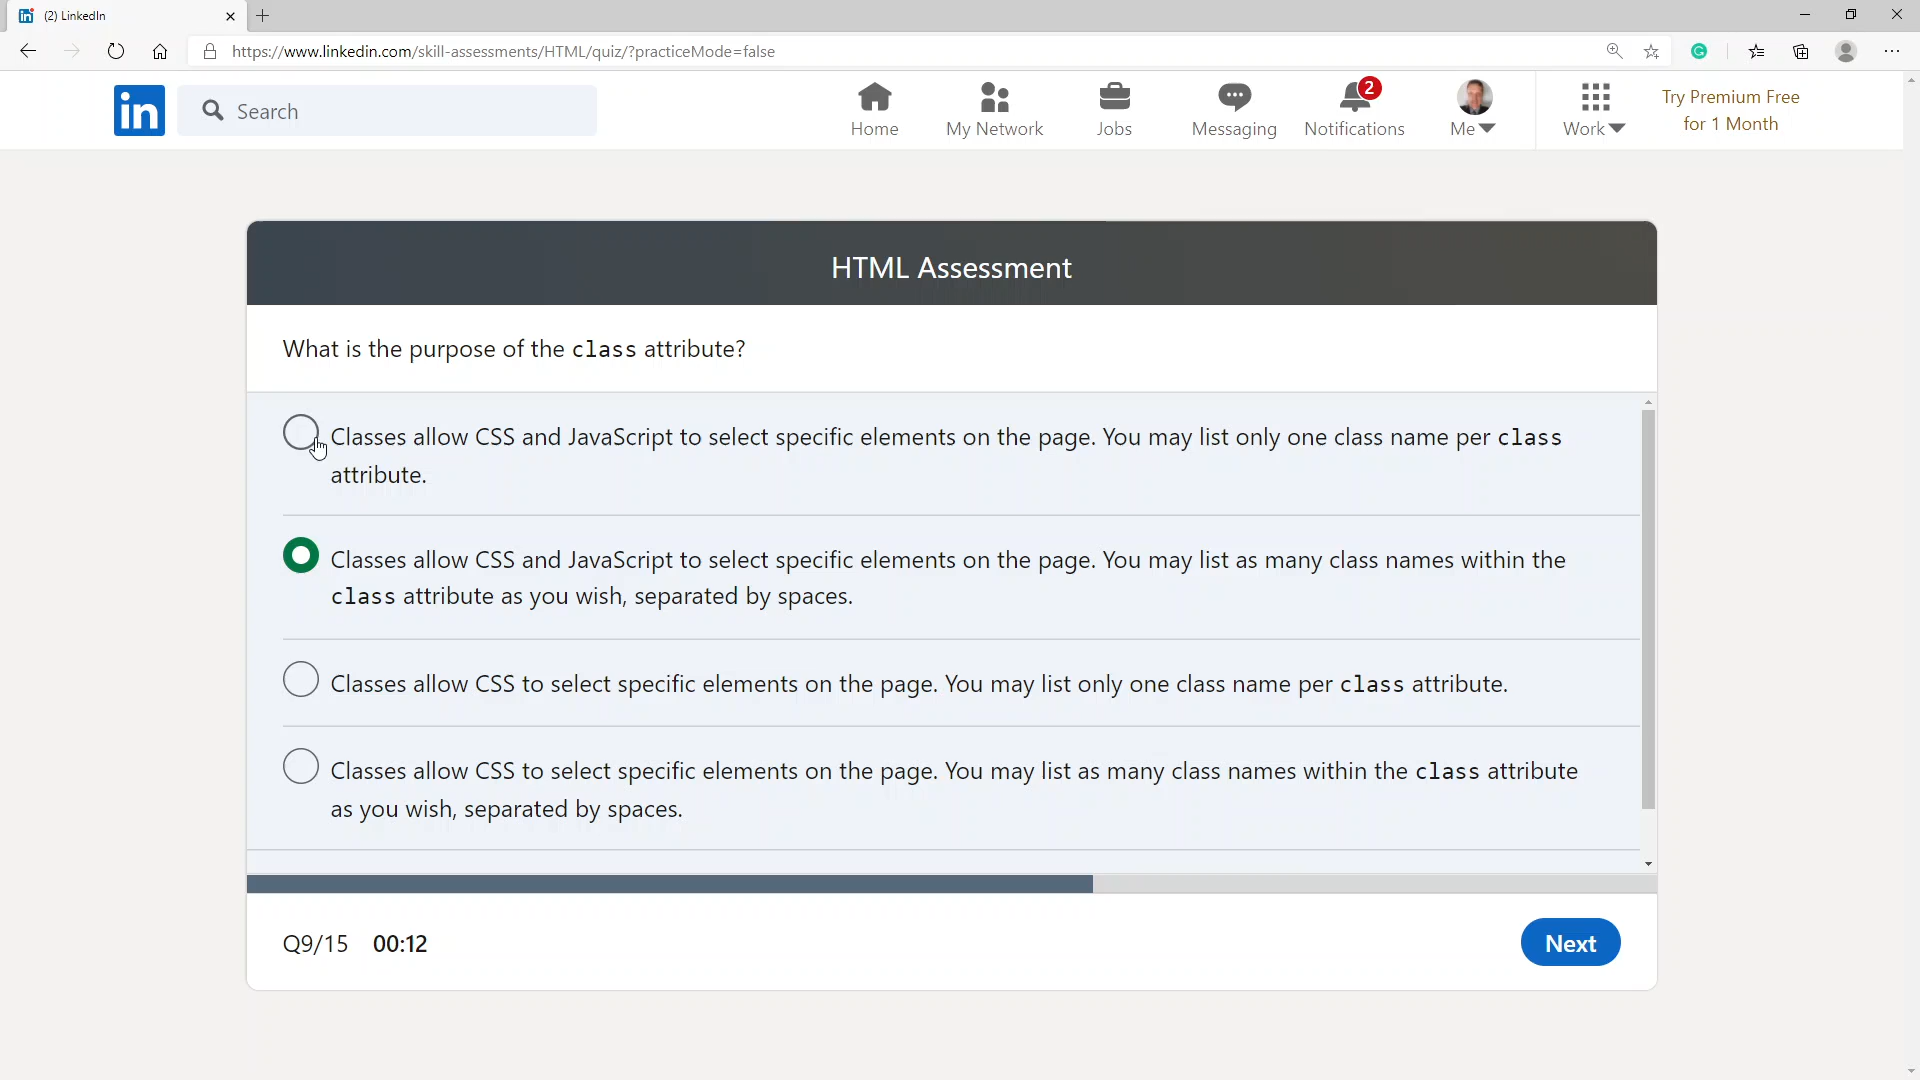 (2) LinkedIn
https://www.linkedin.com/skill-assessments/HTML/quiz/?practiceMode=false
in
Search
Home
My Network
Jobs
Messaging
2
Notifications
Me
Work
Try Premium Free
for 1 Month
HTML Assessment
What is the purpose of the class attribute?
Classes allow CSS and JavaScript to select specific elements on the page. You may list only one class name per class
attribute.
Classes allow CSS and JavaScript to select specific elements on the page. You may list as many class names within the
class attribute as you wish, separated by spaces.
Classes allow CSS to select specific elements on the page. You may list only one class name per class attribute.
Classes allow CSS to select specific elements on the page. You may list as many class names within the class attribute
as you wish, separated by spaces.
Q9/15 00:12
Next